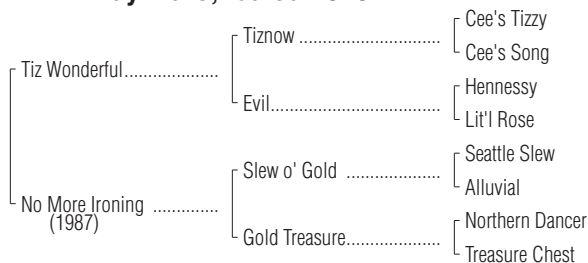 Cee's Tizzy
Tiznow
Cee's Song
Tiz Wonderful
Hennessy
Evil
Lit'l Rose
Seattle Slew
Slew o' Gold
Alluvial
No More Ironing
(1987)
Northern Dancer
Gold Treasure
Treasure Chest